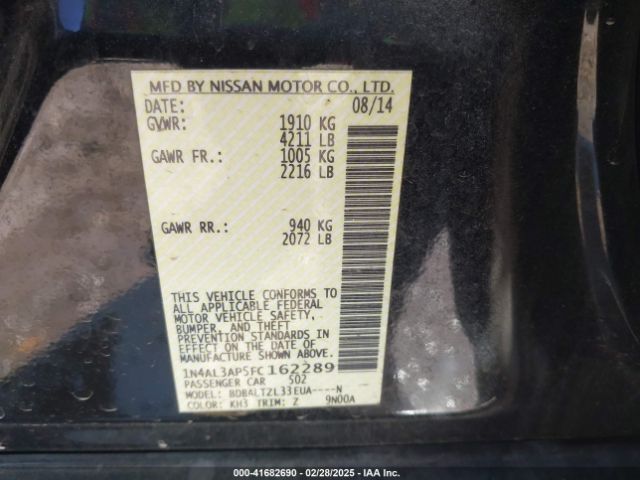 MFD BY NISSAN MOTOR CO., LTD.
DATE: 08/14
GVWR: 1910 KG
4211 LB
GAWR FR.: 1005 KG
2216 LB
GAWR RR.: 940 KG
2072 LB
THIS VEHICLE CONFORMS TO
ALL APPLICABLE FEDERAL
MOTOR VEHICLE SAFETY,
BUMPER, AND THEFT
PREVENTION STANDARDS IN
EFFECT ON THE DATE OF
MANUFACTURE SHOWN ABOVE.
1N4AL3AP5FC162289
PASSENGER CAR 502
MODEL: BDBALTZL33EUA----N
COLOR: KH3 TRIM: Z 9N00A
000-41682690 - 02/28/2025 - IAA Inc.